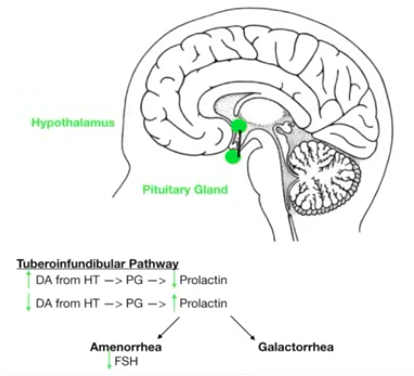 Hypothalamus
Pituitary Gland
Tuberoinfundibular Pathway
↑ DA from HT —> PG —> ↓ Prolactin
↓ DA from HT —> PG —> ↑ Prolactin
Amenorrhea
Galactorrhea
↓ FSH